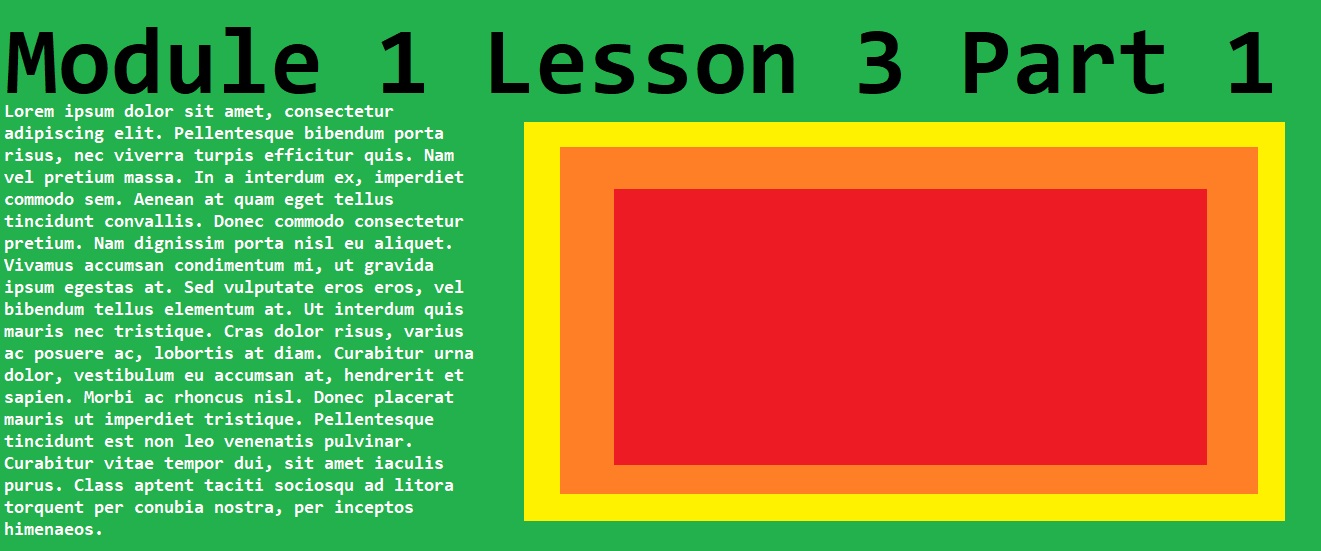 Module 1 Lesson 3 Part 1
Lorem ipsum dolor sit amet, consectetur
adipiscing elit. Pellentesque bibendum porta
risus, nec viverra turpis efficitur quis. Nam
vel pretium massa. In a interdum ex, imperdiet
commodo sem. Aenean at quam eget tellus
tincidunt convallis. Donec commodo consectetur
pretium. Nam dignissim porta nisl eu aliquet.
Vivamus accumsan condimentum mi, ut gravida
ipsum egestas at. Sed vulputate eros eros, vel
bibendum tellus elementum at. Ut interdum quis
mauris nec tristique. Cras dolor risus, varius
ac posuere ac, lobortis at diam. Curabitur urna
dolor, vestibulum eu accumsan at, hendrerit et
sapien. Morbi ac rhoncus nisl. Donec placerat
mauris ut imperdiet tristique. Pellentesque
tincidunt est non leo venenatis pulvinar.
Curabitur vitae tempor dui, sit amet iaculis
purus. Class aptent taciti sociosqu ad litora
torquent per conubia nostra, per inceptos
himenaeos.